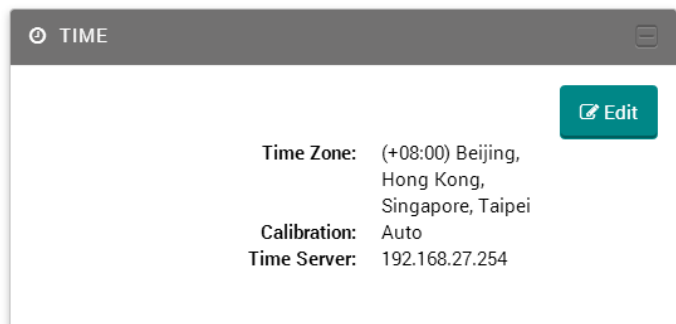 TIME
Edit
Time Zone: (+08:00) Beijing,
Hong Kong,
Singapore, Taipei
Calibration: Auto
Time Server: 192.168.27.254